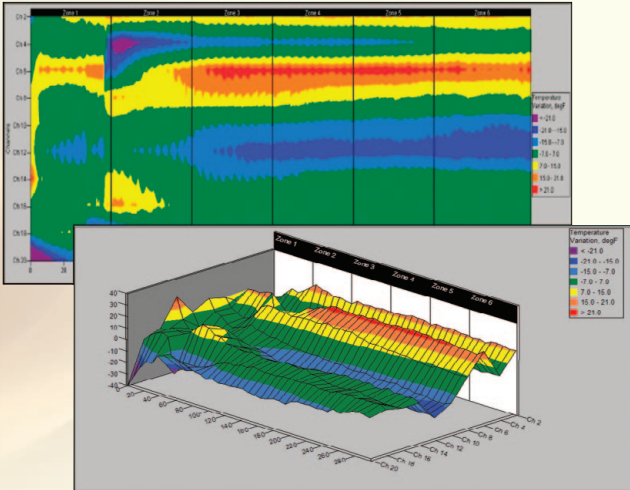 Zone 1 Zone 2 Zone 3 Zone 4 Zone 5 Zone 6
Ch 2
Ch 4
Ch 8
Ch 10
Ch 12
Ch 14
Ch 20
Channels
0
Temperature
Variation, degF
< -21.0
-21.0 - -15.0
-15.0 - -7.0
-7.0 - 7.0
7.0 - 15.0
15.0 - 21.0
> 21.0
Zone 1 Zone 2 Zone 3 Zone 4 Zone 5 Zone 6
Temperature
Variation, degF
< -21.0
-21.0 - -15.0
-15.0 - -7.0
-7.0 - 7.0
7.0 - 15.0
15.0 - 21.0
> 21.0
40
30
20
10
0
-10
-20
-30
-40
0 20 40 60 80 100 120 140 160 180 200 220 240 260 280
Ch 2
Ch 4
Ch 6
Ch 8
Ch 10
Ch 12
Ch 14
Ch 16
Ch 18
Ch 20